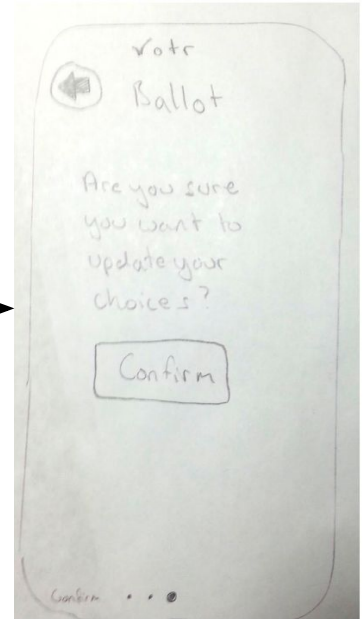 Votr
Ballot
Are you sure
you want to
update your
choices?
Confirm
Confirm